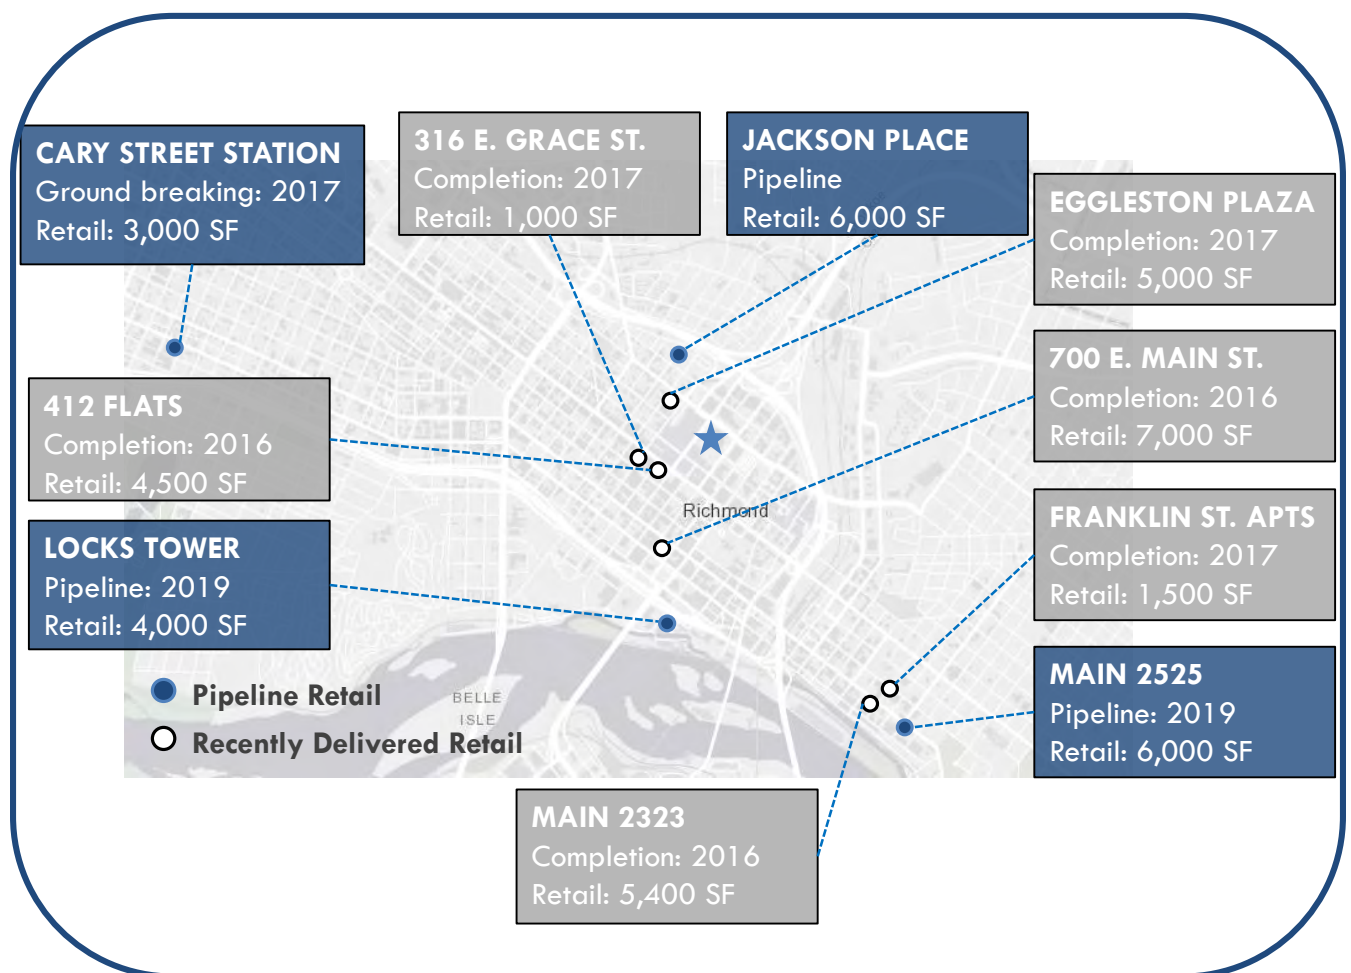 CARY STREET STATION
Ground breaking: 2017
Retail: 3,000 SF
316 E. GRACE ST.
Completion: 2017
Retail: 1,000 SF
JACKSON PLACE
Pipeline
Retail: 6,000 SF
EGGLESTON PLAZA
Completion: 2017
Retail: 5,000 SF
700 E. MAIN ST.
Completion: 2016
Retail: 7,000 SF
412 FLATS
Completion: 2016
Retail: 4,500 SF
Richmond
FRANKLIN ST. APTS
Completion: 2017
Retail: 1,500 SF
LOCKS TOWER
Pipeline: 2019
Retail: 4,000 SF
MAIN 2525
Pipeline: 2019
Retail: 6,000 SF
Pipeline Retail
Recently Delivered Retail
BELLE
ISLE
MAIN 2323
Completion: 2016
Retail: 5,400 SF